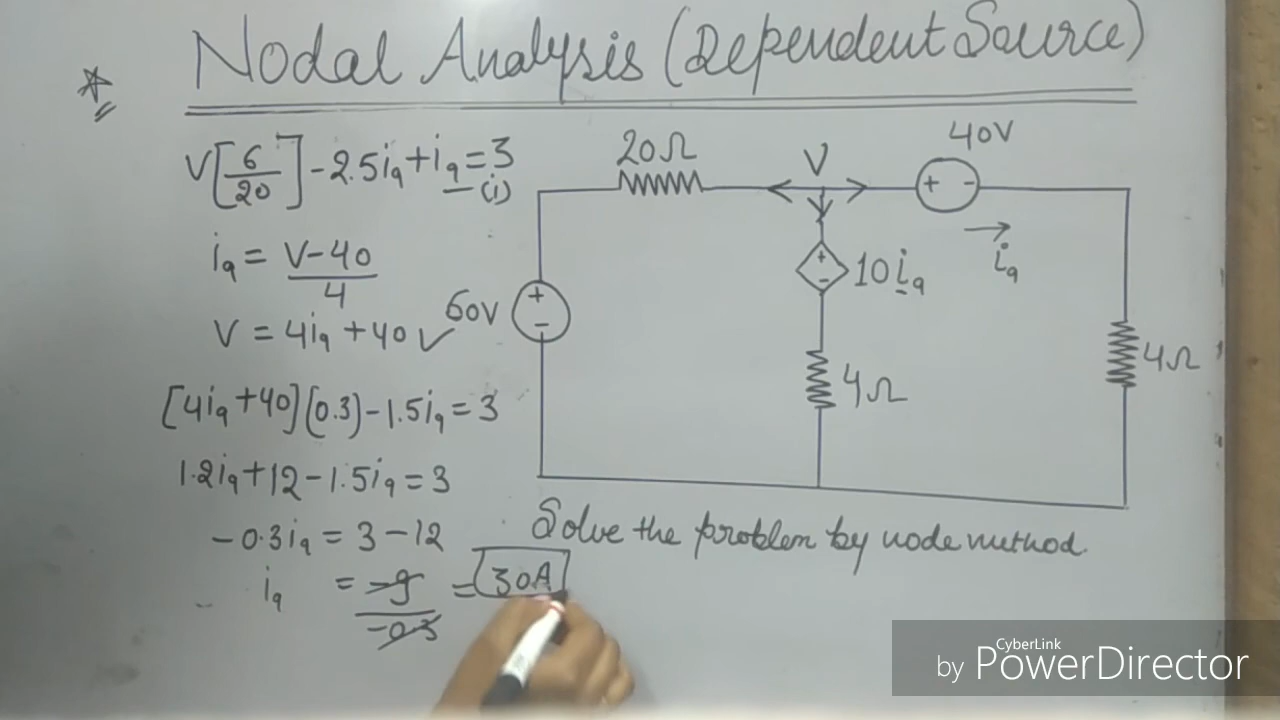 Nodal Analysis (Dependent Source)
V[6/20] - 2.5iq + iq = 3 -(i)
iq = V-40/4
V = 4iq + 40 ✓
[4iq + 40](0.3) - 1.5iq = 3
1.2iq + 12 - 1.5iq = 3
-0.3iq = 3 - 12
iq = -9/-0.3 = 30A
20Ω
V
40V
+ -
iq
60V
+
-
+
-
10iq
4Ω
4Ω
Solve the problem by node method.
CyberLink
by PowerDirector